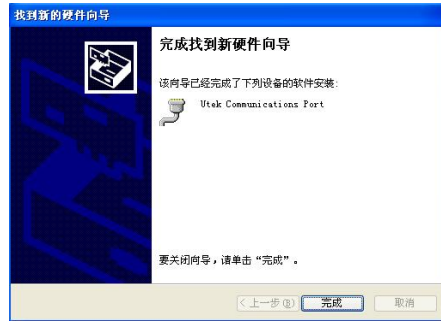 找到新的硬件向导
完成找到新硬件向导
该向导已经完成了下列设备的软件安装:
Utek Communications Port
要关闭向导，请单击“完成”。
< 上一步(B)
完成
取消